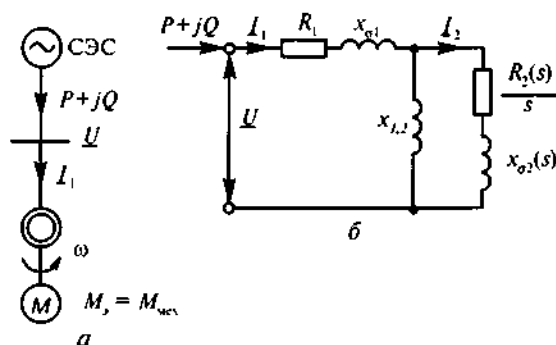 СЭС
P+jQ
U
I₁
ω
M
Mэ = Mмех
а
P+jQ
I₁
R₁
xσ1
I₂
U
x1,2
R₂(s)
s
xσ2(s)
б